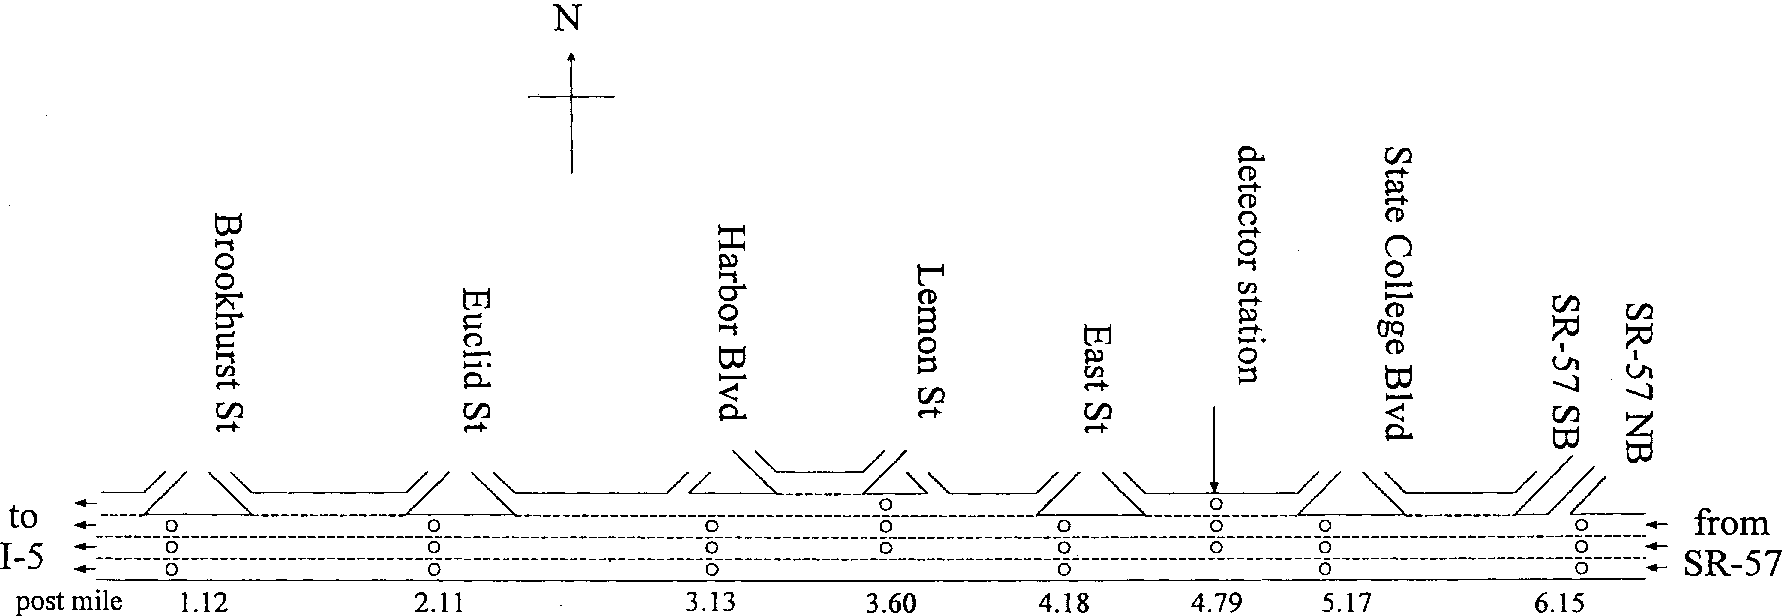 N
Brookhurst St
Euclid St
Harbor Blvd
Lemon St
East St
detector station
State College Blvd
SR-57 SB
SR-57 NB
to
I-5
from
SR-57
post mile 1.12 2.11 3.13 3.60 4.18 4.79 5.17 6.15